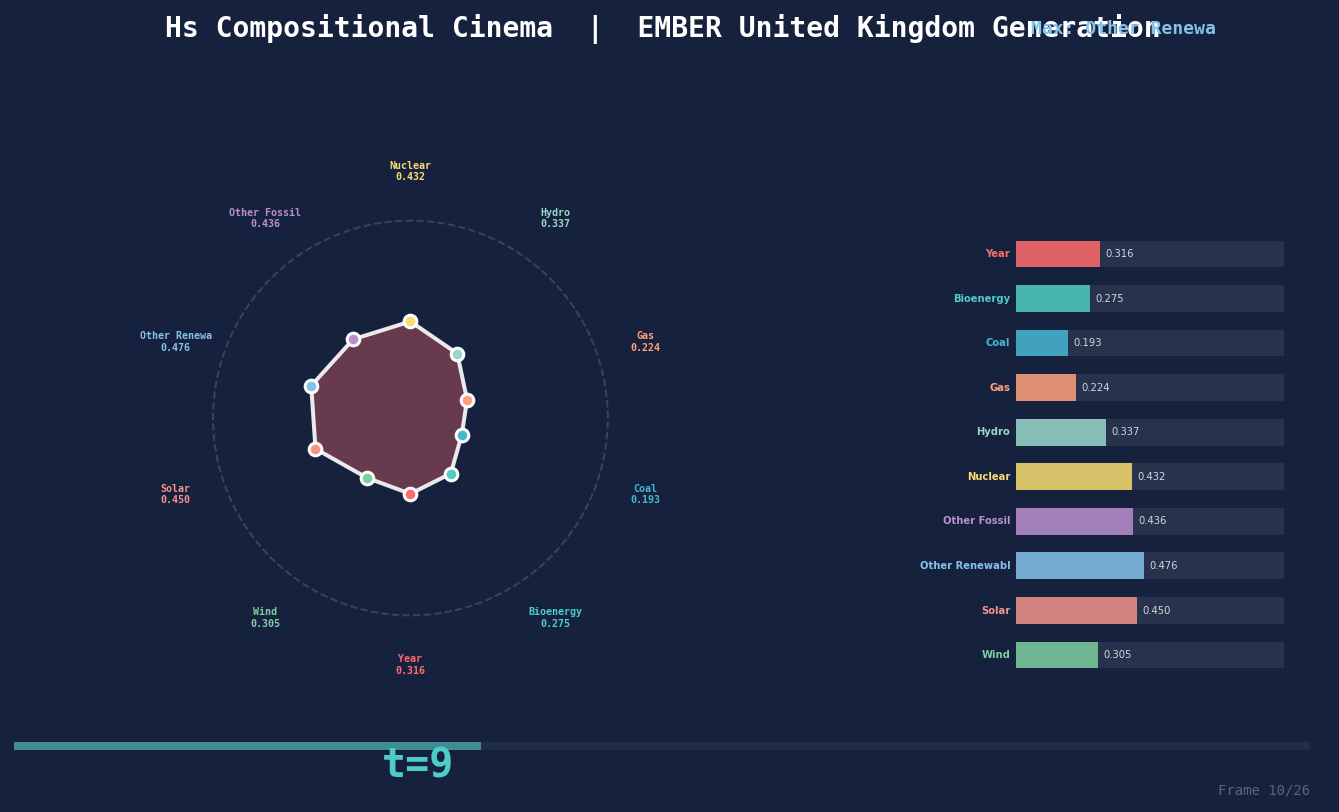 Hs Compositional Cinema  |  EMBER United Kingdom Generation
Max: Other Renewa
Nuclear
0.432
Other Fossil
0.436
Hydro
0.337
Other Renewa
0.476
Gas
0.224
Solar
0.450
Coal
0.193
Wind
0.305
Bioenergy
0.275
Year
0.316
Year 0.316
Bioenergy 0.275
Coal 0.193
Gas 0.224
Hydro 0.337
Nuclear 0.432
Other Fossil 0.436
Other Renewabl 0.476
Solar 0.450
Wind 0.305
t=9
Frame 10/26